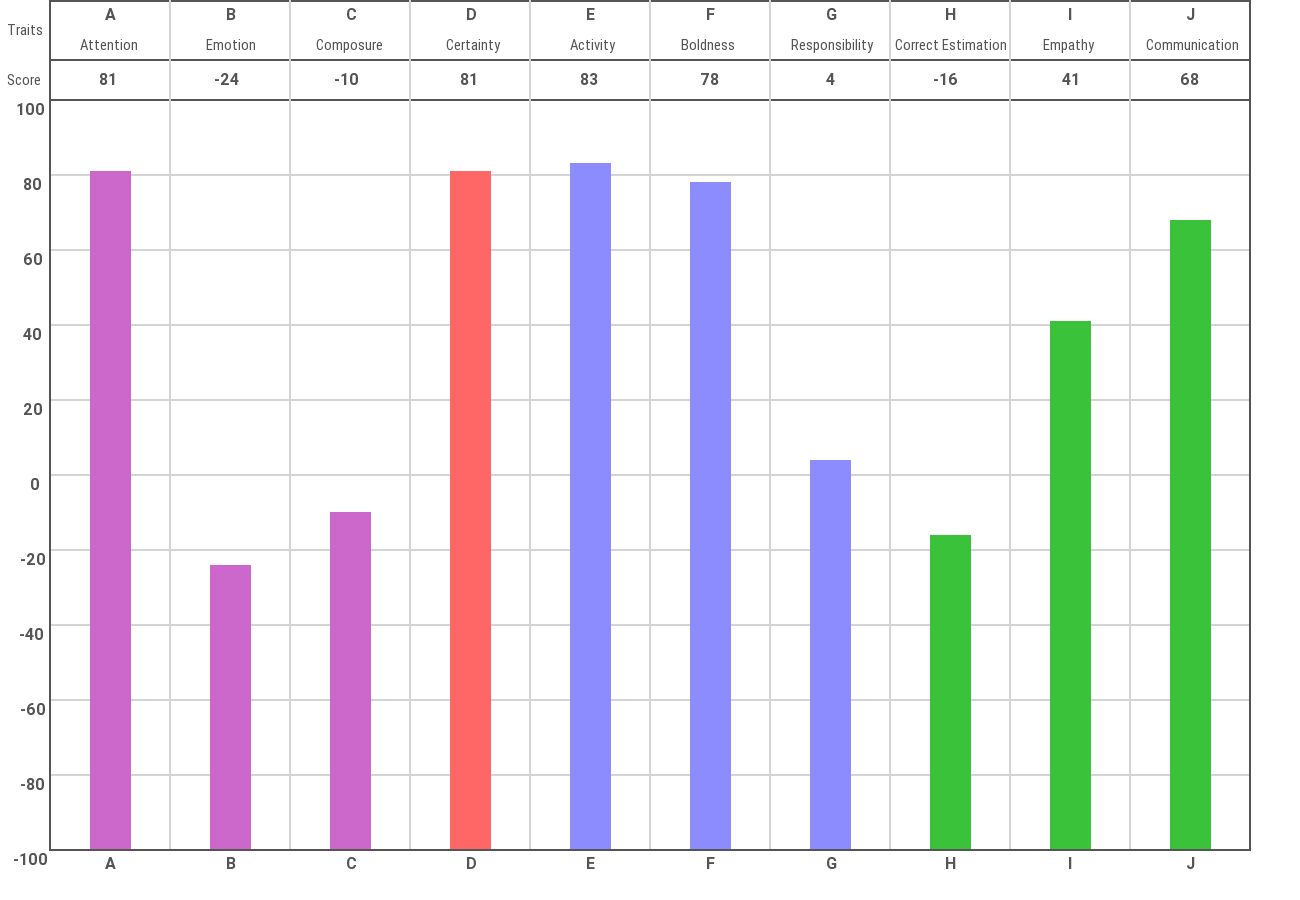 A B C D E F G H I J
Traits
Attention Emotion Composure Certainty Activity Boldness Responsibility Correct Estimation Empathy Communication
Score 81 -24 -10 81 83 78 4 -16 41 68
100
80
60
40
20
0
-20
-40
-60
-80
-100
A B C D E F G H I J